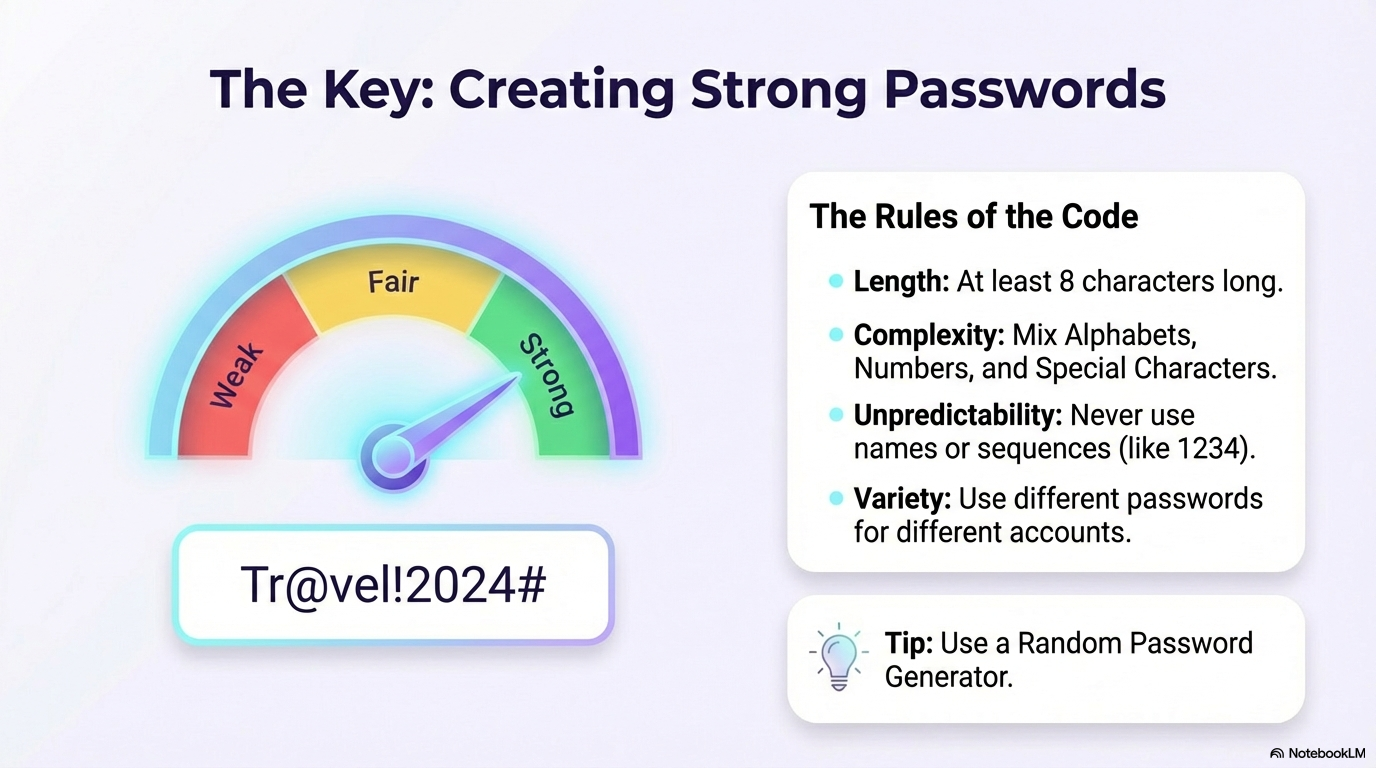 The Key: Creating Strong Passwords
Weak
Fair
Strong
Tr@vel!2024#
The Rules of the Code
Length: At least 8 characters long.
Complexity: Mix Alphabets,
Numbers, and Special Characters.
Unpredictability: Never use
names or sequences (like 1234).
Variety: Use different passwords
for different accounts.
Tip: Use a Random Password
Generator.
NotebookLM